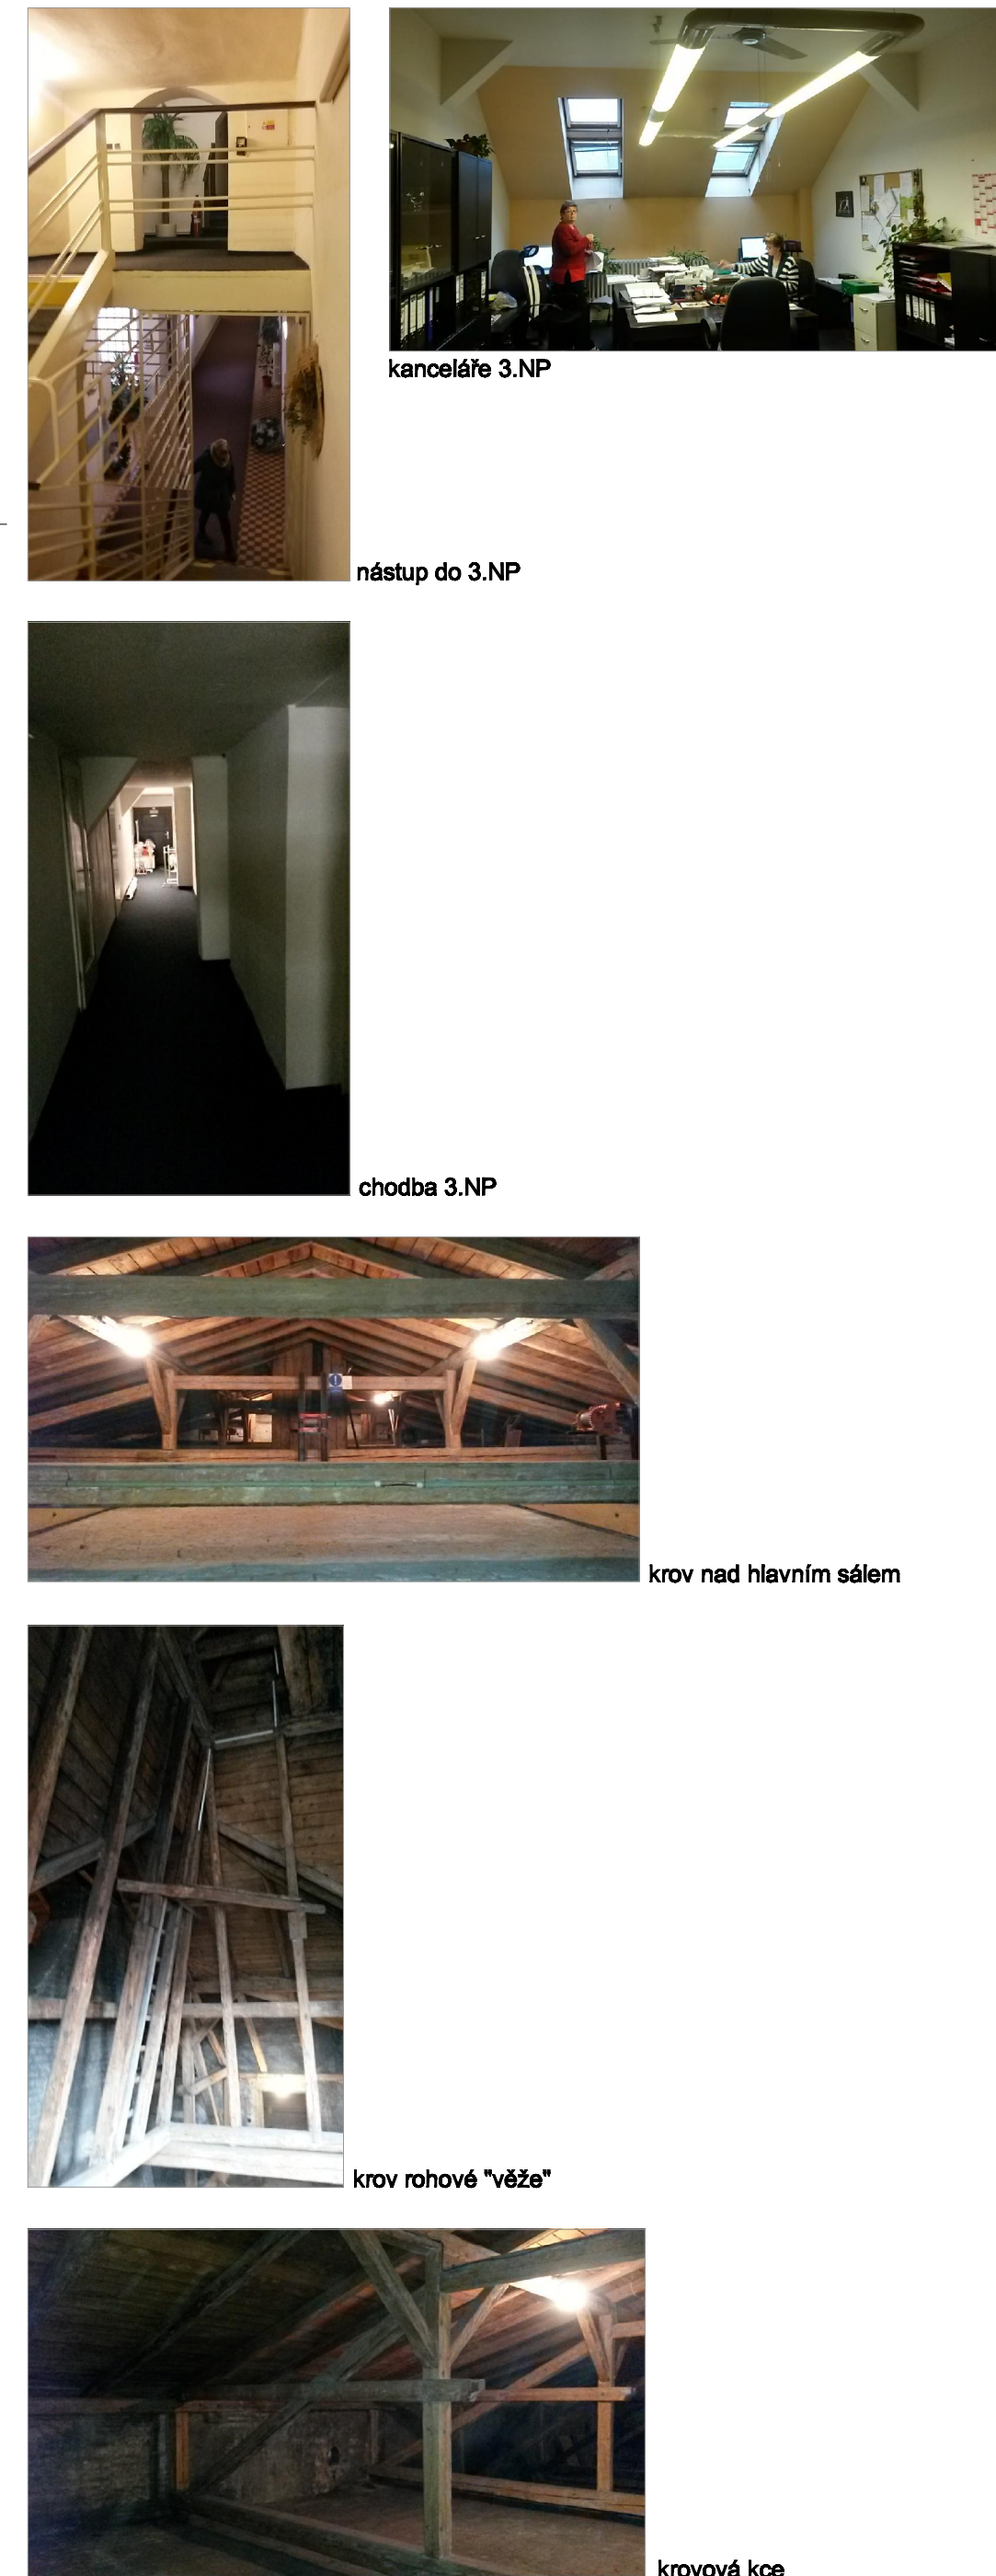 kanceláře 3.NP
nástup do 3.NP
chodba 3.NP
krov nad hlavním sálem
krov rohové "věže"
krovová kce